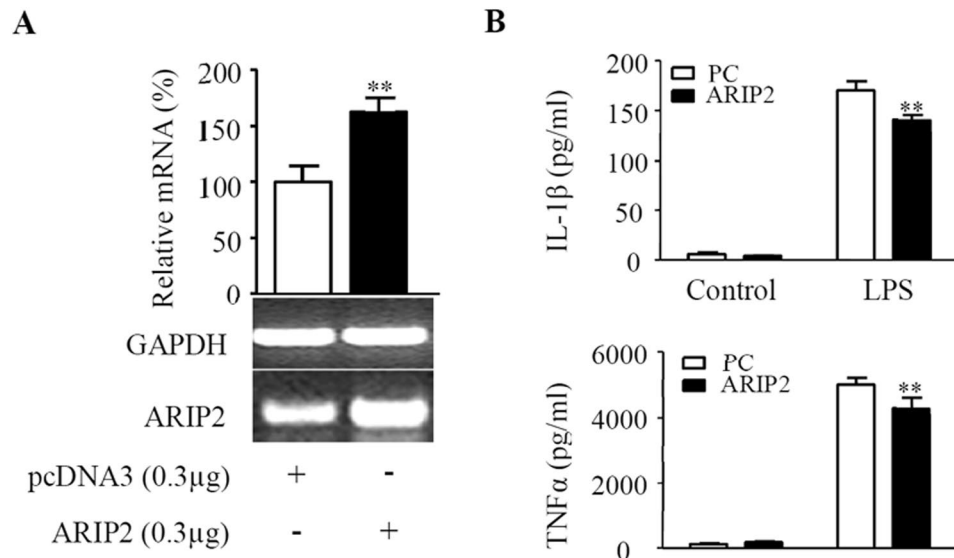 A
Relative mRNA (%)
200
150
100
50
0
**
GAPDH
ARIP2
pcDNA3 (0.3µg) + -
ARIP2 (0.3µg) - +
B
IL-1β (pg/ml)
200
150
100
50
0
PC
ARIP2
**
Control LPS
TNFα (pg/ml)
6000
4000
2000
0
PC
ARIP2
**